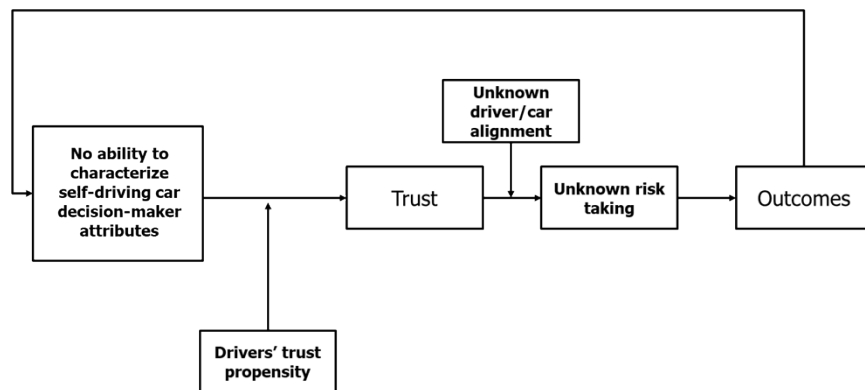 Unknown
driver/car
alignment
No ability to
characterize
self-driving car
decision-maker
attributes
Trust
Unknown risk
taking
Outcomes
Drivers’ trust
propensity